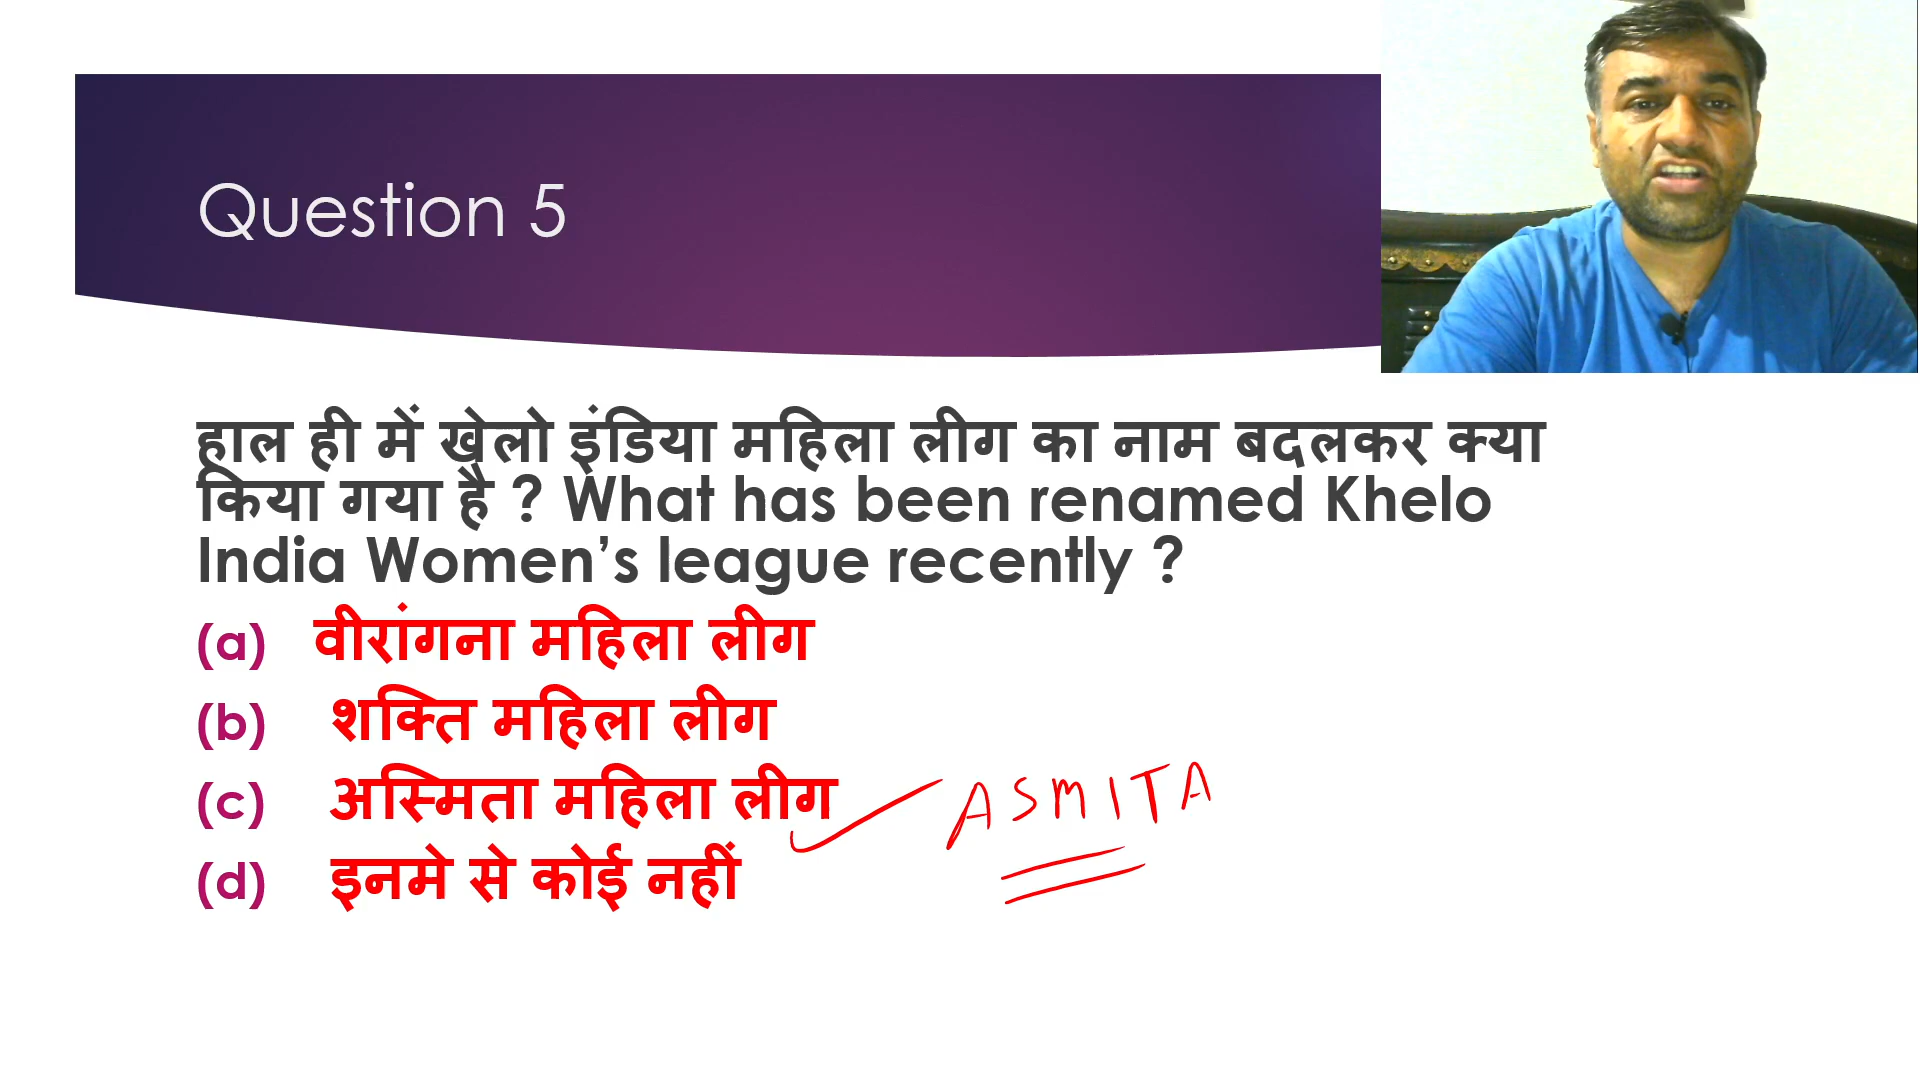 Question 5
हाल ही में खेलो इंडिया महिला लीग का नाम बदलकर क्या
किया गया है ? What has been renamed Khelo
India Women’s league recently ?
(a) वीरांगना महिला लीग
(b) शक्ति महिला लीग
(c) अस्मिता महिला लीग ASMITA
(d) इनमे से कोई नहीं